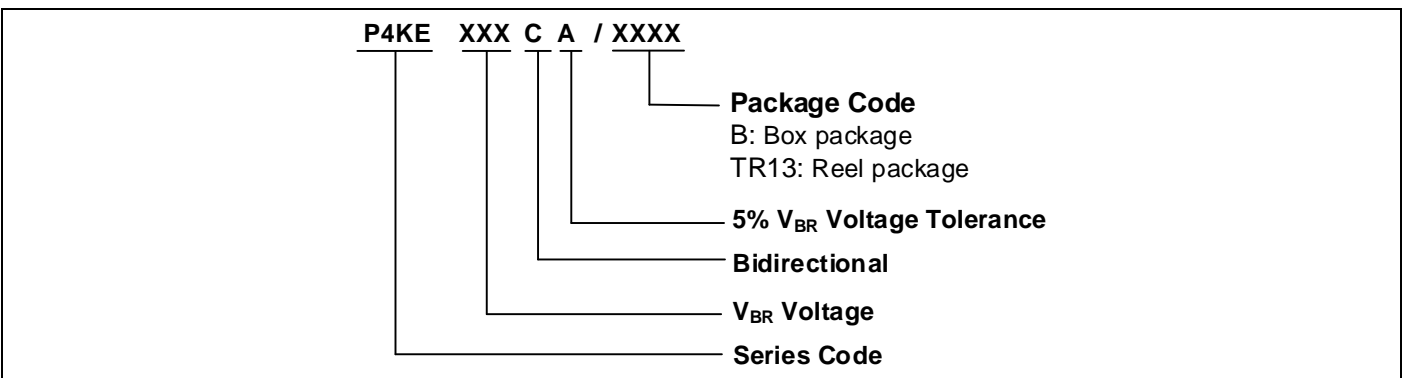 P4KE XXX C A / XXXX
Package Code
B: Box package
TR13: Reel package
5% VBR Voltage Tolerance
Bidirectional
VBR Voltage
Series Code